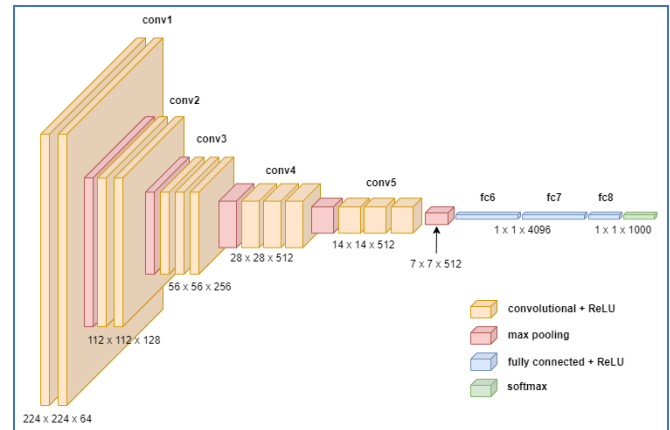 conv1
conv2
conv3
conv4
conv5
fc6
fc7
fc8
1 x 1 x 4096
1 x 1 x 1000
14 x 14 x 512
28 x 28 x 512
7 x 7 x 512
56 x 56 x 256
112 x 112 x 128
224 x 224 x 64
convolutional + ReLU
max pooling
fully connected + ReLU
softmax